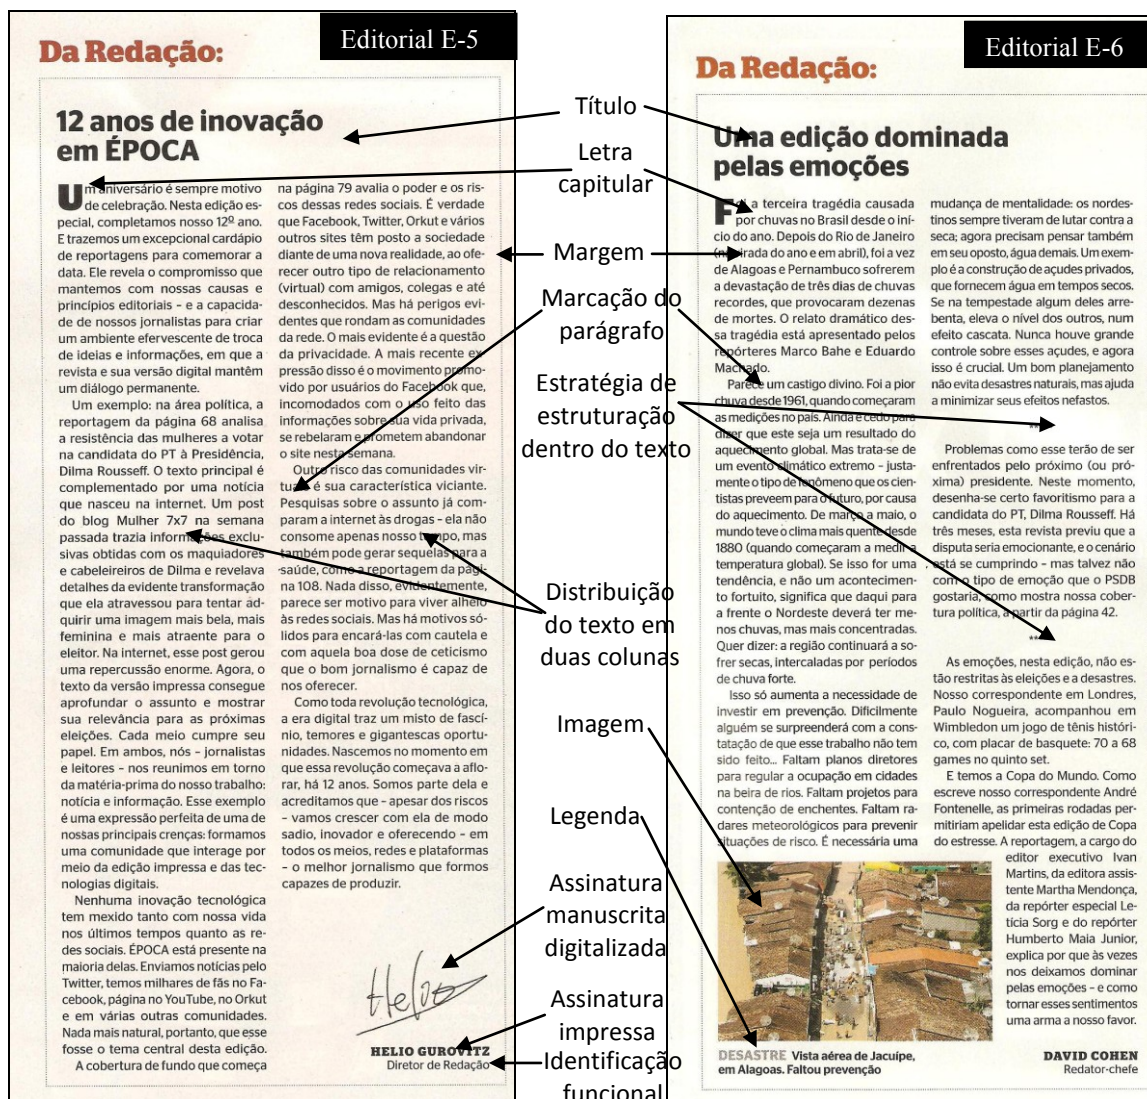 Editorial E-5
Da Redação:
12 anos de inovação
em ÉPOCA
Um aniversário é sempre motivo
de celebração. Nesta edição es-
pecial, completamos nosso 12º ano.
E trazemos um excepcional cardápio
de reportagens para comemorar a
data. Ele revela o compromisso que
mantemos com nossas causas e
princípios editoriais – e a capacida-
de de nossos jornalistas para criar
um ambiente efervescente de troca
de ideias e informações, em que a
revista e sua versão digital mantêm
um diálogo permanente.
Um exemplo: na área política, a
reportagem da página 68 analisa
a resistência das mulheres a votar
na candidata do PT à Presidência,
Dilma Rousseff. O texto principal é
complementado por uma notícia
que nasceu na internet. Um post
do blog Mulher 7x7 na semana
passada trazia informações exclu-
sivas obtidas com os maquiadores
e cabeleireiros de Dilma e revelava
detalhes da evidente transformação
que ela atravessou para tentar ad-
quirir uma imagem mais bela, mais
feminina e mais atraente para o
eleitor. Na internet, esse post gerou
uma repercussão enorme. Agora, o
texto da versão impressa consegue
aprofundar o assunto e mostrar
sua relevância para as próximas
eleições. Cada meio cumpre seu
papel. Em ambos, nós – jornalistas
e leitores – nos reunimos em torno
da matéria-prima do nosso trabalho:
notícia e informação. Esse exemplo
é uma expressão perfeita de uma de
nossas principais crenças: formamos
uma comunidade que interage por
meio da edição impressa e das tec-
nologias digitais.
Nenhuma inovação tecnológica
tem mexido tanto com nossa vida
nos últimos tempos quanto as re-
des sociais. ÉPOCA está presente na
maioria delas. Enviamos notícias pelo
Twitter, temos milhares de fãs no Fa-
cebook, página no YouTube, no Orkut
e em várias outras comunidades.
Nada mais natural, portanto, que esse
fosse o tema central desta edição.
A cobertura de fundo que começa
na página 79 avalia o poder e os ris-
cos dessas redes sociais. É verdade
que Facebook, Twitter, Orkut e vários
outros sites têm posto a sociedade
diante de uma nova realidade, ao ofe-
recer outro tipo de relacionamento
(virtual) com amigos, colegas e até
desconhecidos. Mas há perigos evi-
dentes que rondam as comunidades
da rede. O mais evidente é a questão
da privacidade. A mais recente ex-
pressão disso é o movimento promo-
vido por usuários do Facebook que,
incomodados com o uso feito das
informações sobre sua vida privada,
se rebelaram e prometem abandonar
o site nesta semana.
Outro risco das comunidades vir-
tuais é sua característica viciante.
Pesquisas sobre o assunto já com-
param a internet às drogas – ela não
consome apenas nosso tempo, mas
também pode gerar sequelas para a
saúde, como a reportagem da pági-
na 108. Nada disso, evidentemente,
parece ser motivo para viver alheio
às redes sociais. Mas há motivos só-
lidos para encará-las com cautela e
com aquela boa dose de ceticismo
que o bom jornalismo é capaz de
nos oferecer.
Como toda revolução tecnológica,
a era digital traz um misto de fascí-
nio, temores e gigantescas oportu-
nidades. Nascemos no momento em
que essa revolução começava a aflo-
rar, há 12 anos. Somos parte dela e
acreditamos que – apesar dos riscos
– vamos crescer com ela de modo
sadio, inovador e oferecendo – em
todos os meios, redes e plataformas
– o melhor jornalismo que formos
capazes de produzir.
Helio
HELIO GUROVITZ
Diretor de Redação
Título
Letra
capitular
Margem
Marcação do
parágrafo
Estratégia de
estruturação
dentro do texto
Distribuição
do texto em
duas colunas
Imagem
Legenda
Assinatura
manuscrita
digitalizada
Assinatura
impressa
Identificação
funcional
Editorial E-6
Da Redação:
Uma edição dominada
pelas emoções
Foi a terceira tragédia causada
por chuvas no Brasil desde o iní-
cio do ano. Depois do Rio de Janeiro
(na virada do ano e em abril), foi a vez
de Alagoas e Pernambuco sofrerem
a devastação de três dias de chuvas
recordes, que provocaram dezenas
de mortes. O relato dramático des-
sa tragédia está apresentado pelos
repórteres Marco Bahe e Eduardo
Machado.
Parece um castigo divino. Foi a pior
chuva desde 1961, quando começaram
as medições no país. Ainda é cedo para
dizer que este seja um resultado do
aquecimento global. Mas trata-se de
um evento climático extremo – justa-
mente o tipo de fenômeno que os cien-
tistas preveem para o futuro, por causa
do aquecimento. De março a maio, o
mundo teve o clima mais quente desde
1880 (quando começaram a medir a
temperatura global). Se isso for uma
tendência, e não um acontecimen-
to fortuito, significa que daqui para
a frente o Nordeste deverá ter me-
nos chuvas, mas mais concentradas.
Quer dizer: a região continuará a so-
frer secas, intercaladas por períodos
de chuva forte.
Isso só aumenta a necessidade de
investir em prevenção. Dificilmente
alguém se surpreenderá com a cons-
tatação de que esse trabalho não tem
sido feito... Faltam planos diretores
para regular a ocupação em cidades
na beira de rios. Faltam projetos para
contenção de enchentes. Faltam ra-
dares meteorológicos para prevenir
situações de risco. É necessária uma
mudança de mentalidade: os nordes-
tinos sempre tiveram de lutar contra a
seca; agora precisam pensar também
em seu oposto, água demais. Um exem-
plo é a construção de açudes privados,
que fornecem água em tempos secos.
Se na tempestade algum deles arre-
benta, eleva o nível dos outros, num
efeito cascata. Nunca houve grande
controle sobre esses açudes, e agora
isso é crucial. Um bom planejamento
não evita desastres naturais, mas ajuda
a minimizar seus efeitos nefastos.
Problemas como esse terão de ser
enfrentados pelo próximo (ou pró-
xima) presidente. Neste momento,
desenha-se certo favoritismo para a
candidata do PT, Dilma Rousseff. Há
três meses, esta revista previu que a
disputa seria emocionante, e o cenário
está se cumprindo – mas talvez não
com o tipo de emoção que o PSDB
gostaria, como mostra nossa cober-
tura política, a partir da página 42.
As emoções, nesta edição, não es-
tão restritas às eleições e a desastres.
Nosso correspondente em Londres,
Paulo Nogueira, acompanhou em
Wimbledon um jogo de tênis históri-
co, com placar de basquete: 70 a 68
games no quinto set.
E temos a Copa do Mundo. Como
escreve nosso correspondente André
Fontenelle, as primeiras rodadas per-
mitiriam apelidar esta edição de Copa
do estresse. A reportagem, a cargo do
editor executivo Ivan
Martins, da editora assis-
tente Martha Mendonça,
da repórter especial Le-
tícia Sorg e do repórter
Humberto Maia Junior,
explica por que às vezes
nos deixamos dominar
pelas emoções – e como
tornar esses sentimentos
uma arma a nosso favor.
DESASTRE Vista aérea de Jacuípe,
em Alagoas. Faltou prevenção
DAVID COHEN
Redator-chefe